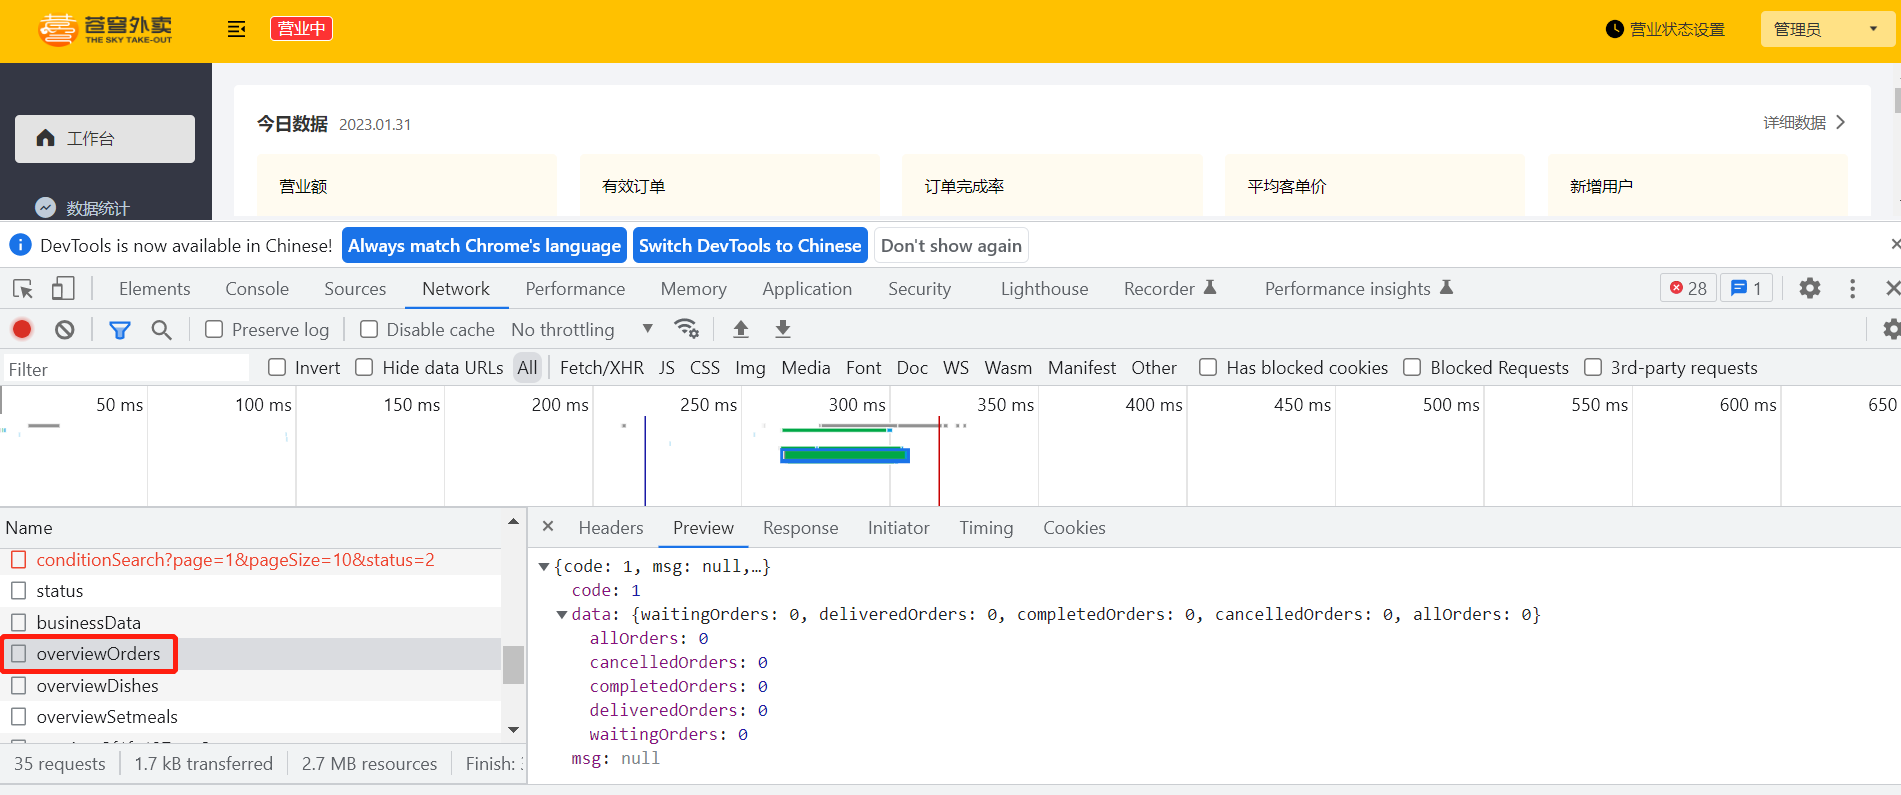 苍穹外卖
THE SKY TAKE-OUT
营业中
营业状态设置
管理员
工作台
数据统计
今日数据 2023.01.31
详细数据
营业额 有效订单 订单完成率 平均客单价 新增用户
DevTools is now available in Chinese! Always match Chrome's language Switch DevTools to Chinese Don't show again
Elements Console Sources Network Performance Memory Application Security Lighthouse Recorder Performance insights 28 1
Preserve log Disable cache No throttling
Filter Invert Hide data URLs All Fetch/XHR JS CSS Img Media Font Doc WS Wasm Manifest Other Has blocked cookies Blocked Requests 3rd-party requests
50 ms 100 ms 150 ms 200 ms 250 ms 300 ms 350 ms 400 ms 450 ms 500 ms 550 ms 600 ms 650
Name
conditionSearch?page=1&pageSize=10&status=2
status
businessData
overviewOrders
overviewDishes
overviewSetmeals
35 requests 1.7 kB transferred 2.7 MB resources Finish:
Headers Preview Response Initiator Timing Cookies
{code: 1, msg: null,…}
code: 1
data: {waitingOrders: 0, deliveredOrders: 0, completedOrders: 0, cancelledOrders: 0, allOrders: 0}
allOrders: 0
cancelledOrders: 0
completedOrders: 0
deliveredOrders: 0
waitingOrders: 0
msg: null